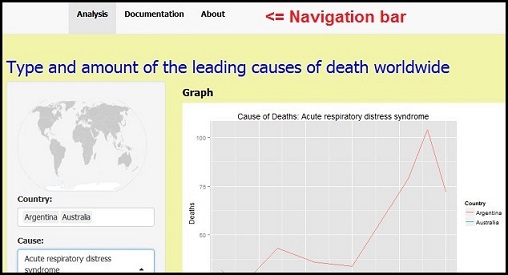 Analysis Documentation About <= Navigation bar
Type and amount of the leading causes of death worldwide
Graph
Cause of Deaths: Acute respiratory distress syndrome
100
75
50
Deaths
Country
Argentina
Australia
Country:
Argentina Australia
Cause:
Acute respiratory distress
syndrome